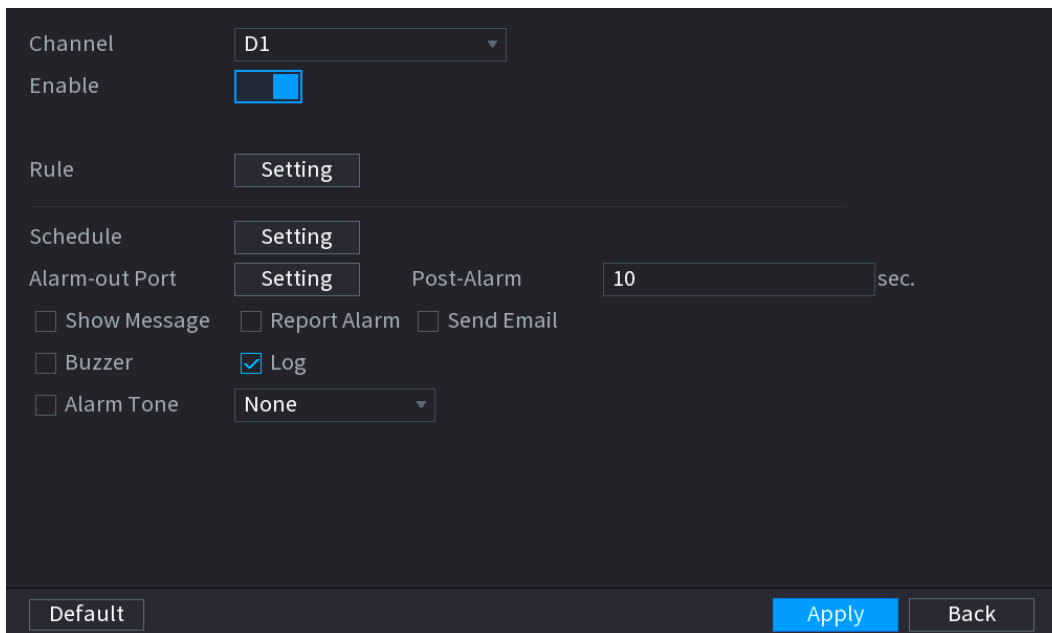 Channel D1
Enable
Rule Setting
Schedule Setting
Alarm-out Port Setting Post-Alarm 10 sec.
Show Message Report Alarm Send Email
Buzzer Log
Alarm Tone None
Default Apply Back